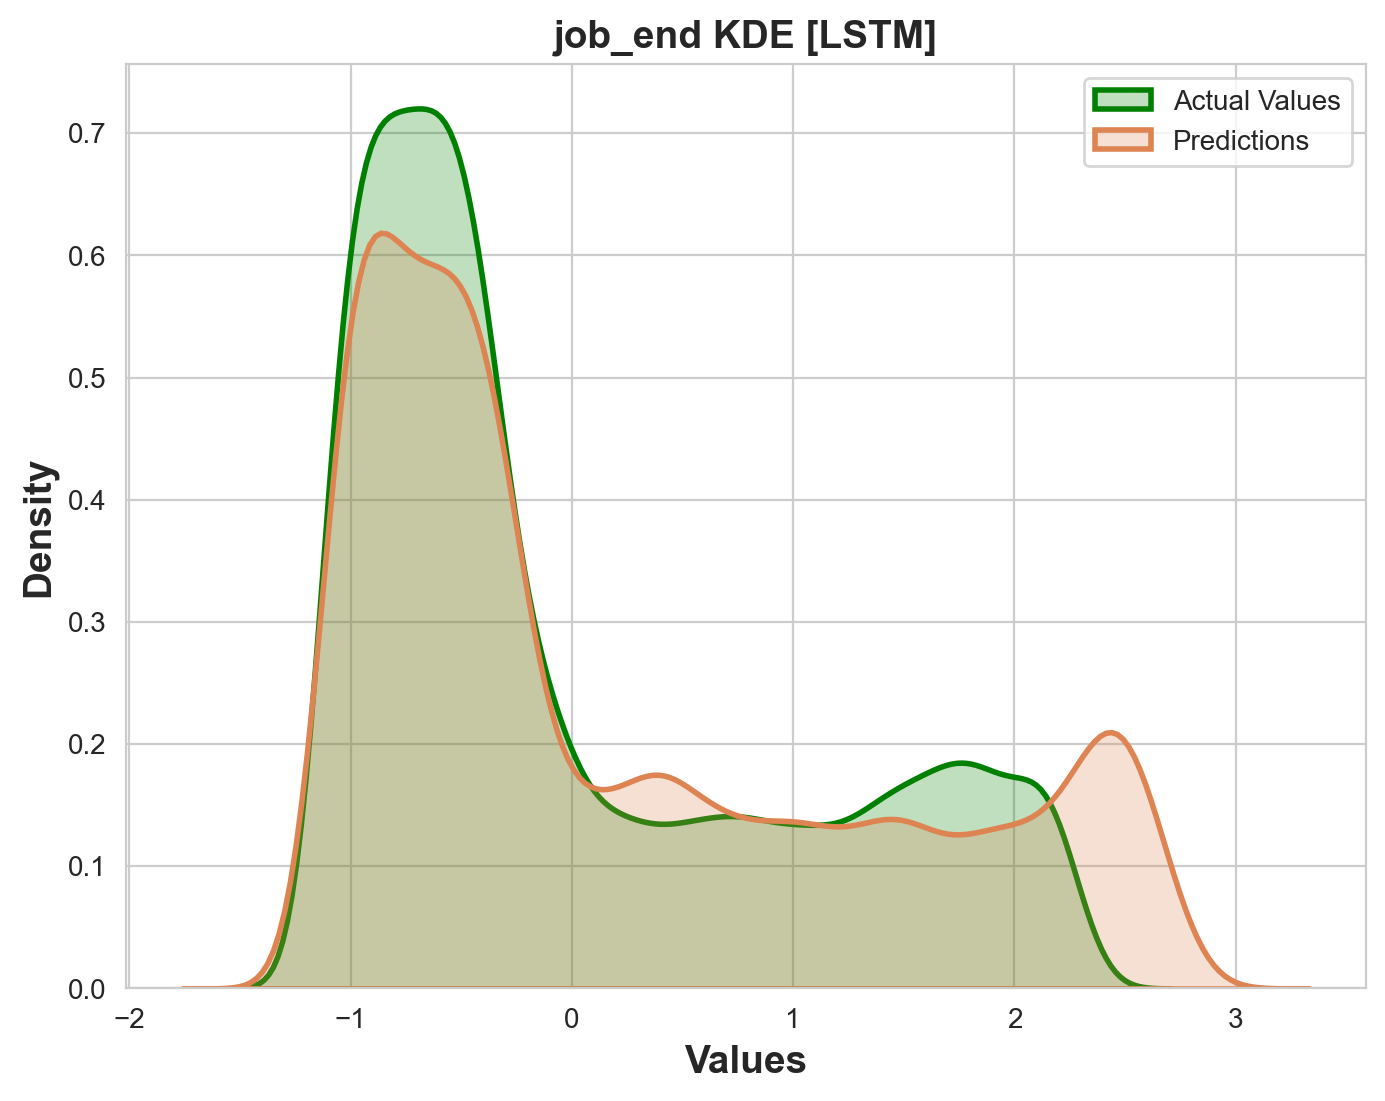 job_end KDE [LSTM]
Actual Values
Predictions
Density
0.7
0.6
0.5
0.4
0.3
0.2
0.1
0.0
−2 −1 0 1 2 3
Values